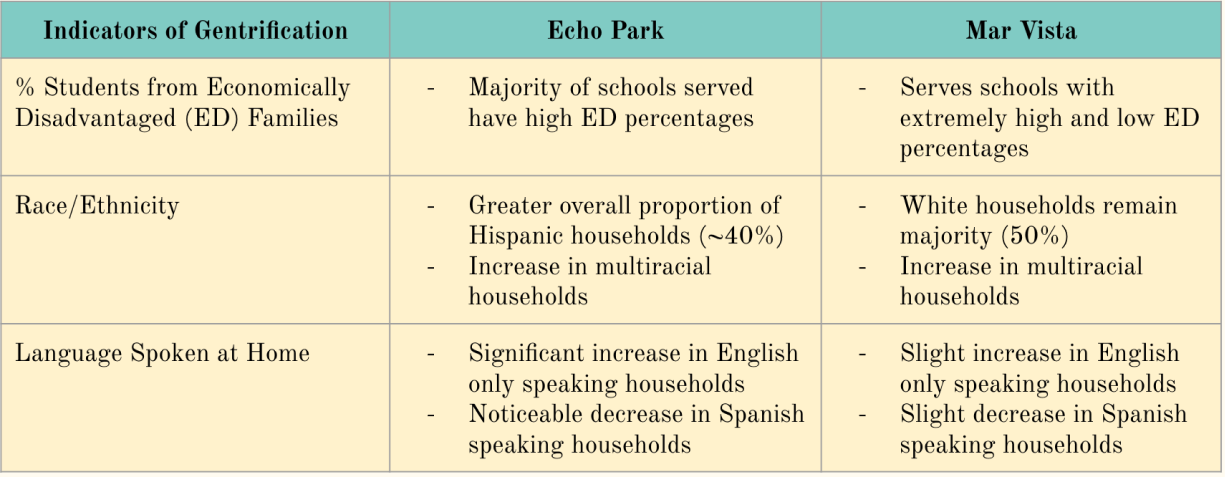 Indicators of Gentrification
Echo Park
Mar Vista
% Students from Economically
Disadvantaged (ED) Families
- Majority of schools served
have high ED percentages
- Serves schools with
extremely high and low ED
percentages
Race/Ethnicity
- Greater overall proportion of
Hispanic households (~40%)
- Increase in multiracial
households
- White households remain
majority (50%)
- Increase in multiracial
households
Language Spoken at Home
- Significant increase in English
only speaking households
- Noticeable decrease in Spanish
speaking households
- Slight increase in English
only speaking households
- Slight decrease in Spanish
speaking households